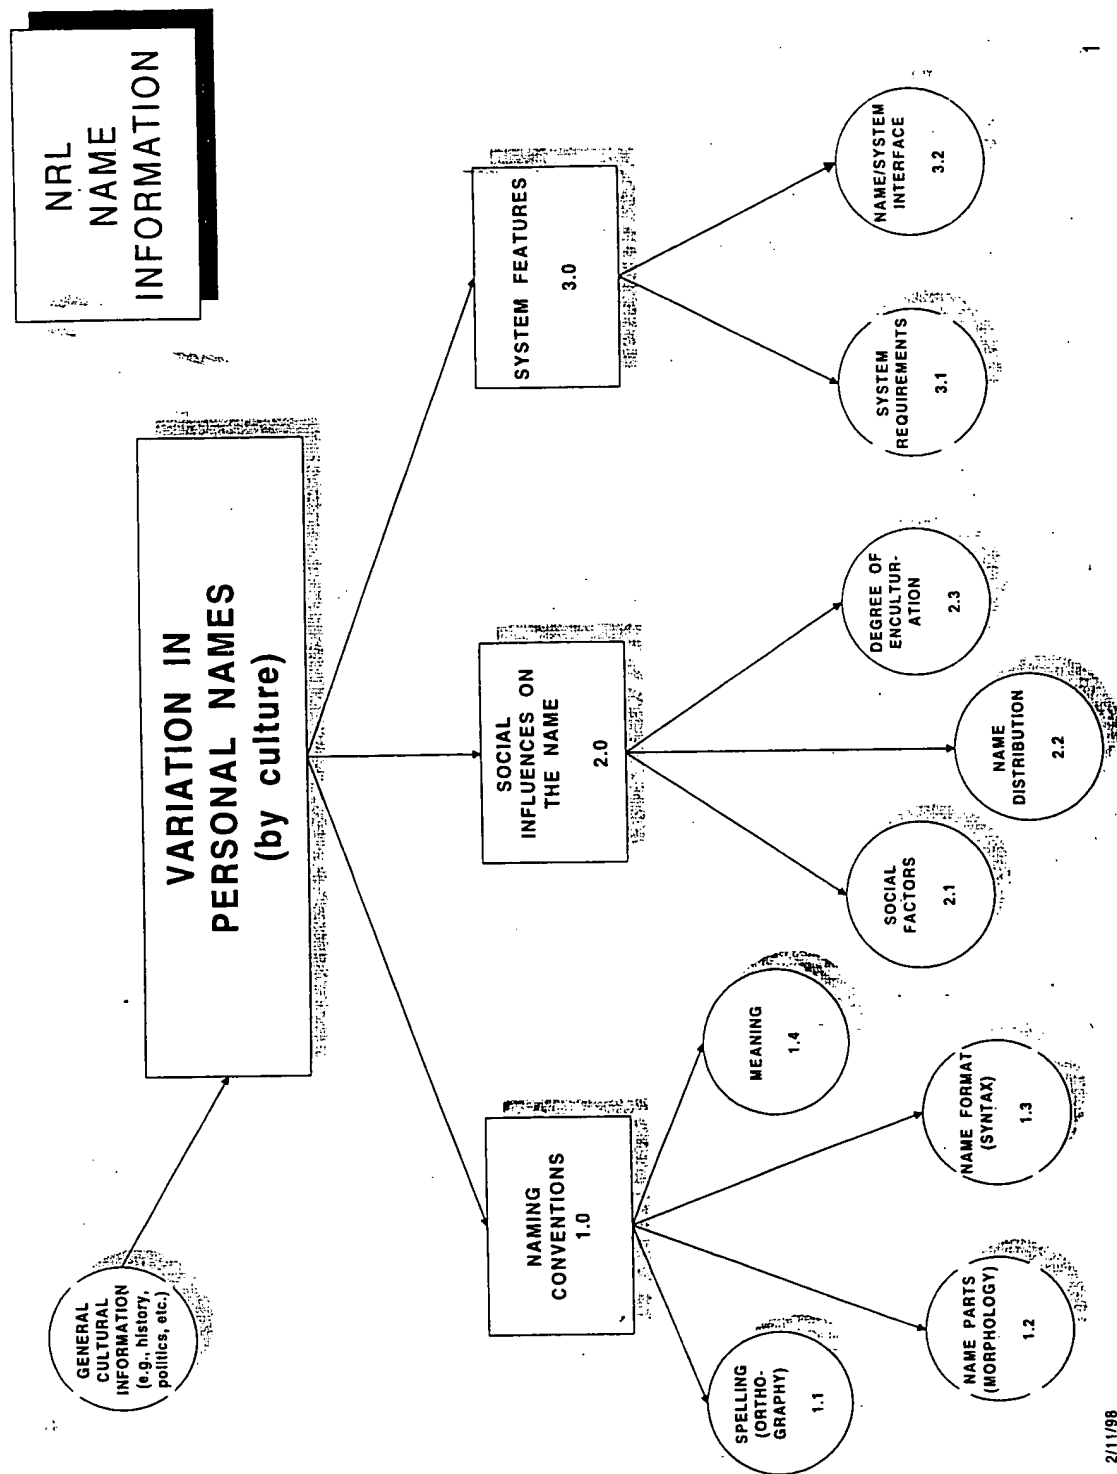 NRL
NAME
INFORMATION
GENERAL
CULTURAL
INFORMATION
(e.g., history,
politics, etc.)
VARIATION IN
PERSONAL NAMES
(by culture)
NAMING
CONVENTIONS
1.0
SOCIAL
INFLUENCES ON
THE NAME
2.0
SYSTEM FEATURES
3.0
SPELLING
(ORTHO-
GRAPHY)
1.1
NAME PARTS
(MORPHOLOGY)
1.2
NAME FORMAT
(SYNTAX)
1.3
MEANING
1.4
SOCIAL
FACTORS
2.1
NAME
DISTRIBUTION
2.2
DEGREE OF
ENCULTUR-
ATION
2.3
SYSTEM
REQUIREMENTS
3.1
NAME/SYSTEM
INTERFACE
3.2
2/11/98
1